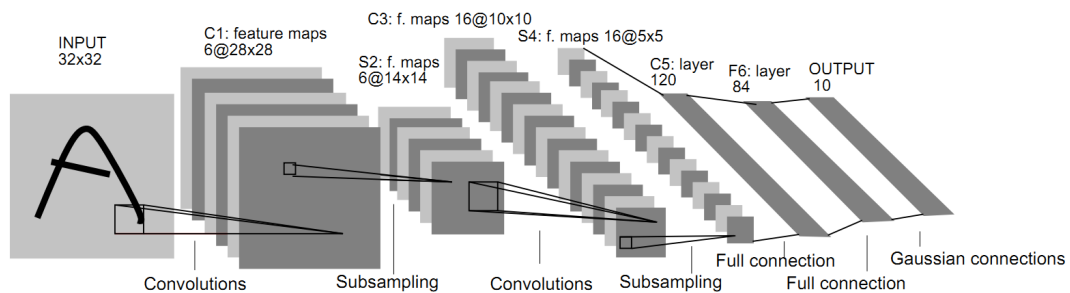 INPUT
32x32
C1: feature maps
6@28x28
S2: f. maps
6@14x14
C3: f. maps 16@10x10
S4: f. maps 16@5x5
C5: layer
120
F6: layer
84
OUTPUT
10
Convolutions
Subsampling
Convolutions
Subsampling
Full connection
Full connection
Gaussian connections